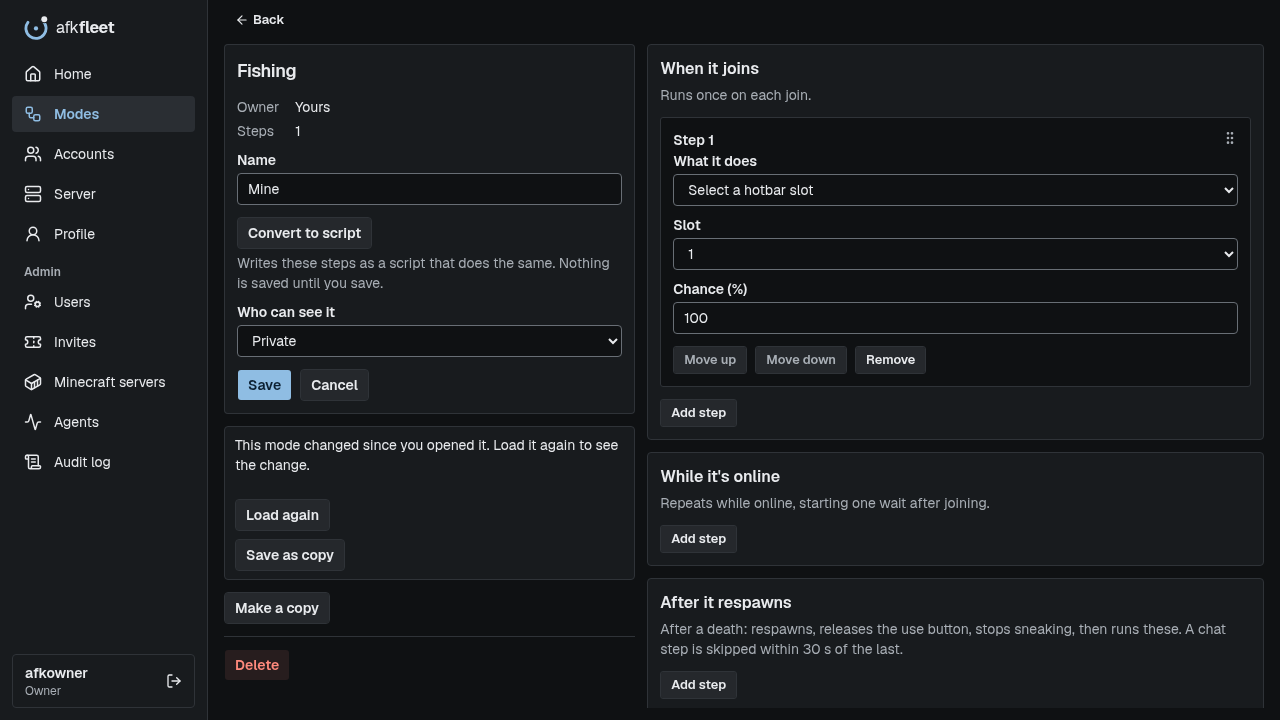 afkfleet
Home
Modes
Accounts
Server
Profile
Admin
Users
Invites
Minecraft servers
Agents
Audit log
afkowner
Owner
Back
Fishing
Owner Yours
Steps 1
Name
Mine
Convert to script
Writes these steps as a script that does the same. Nothing
is saved until you save.
Who can see it
Private
Save Cancel
This mode changed since you opened it. Load it again to see
the change.
Load again
Save as copy
Make a copy
Delete
When it joins
Runs once on each join.
Step 1
What it does
Select a hotbar slot
Slot
1
Chance (%)
100
Move up Move down Remove
Add step
While it's online
Repeats while online, starting one wait after joining.
Add step
After it respawns
After a death: respawns, releases the use button, stops sneaking, then runs these. A chat
step is skipped within 30 s of the last.
Add step